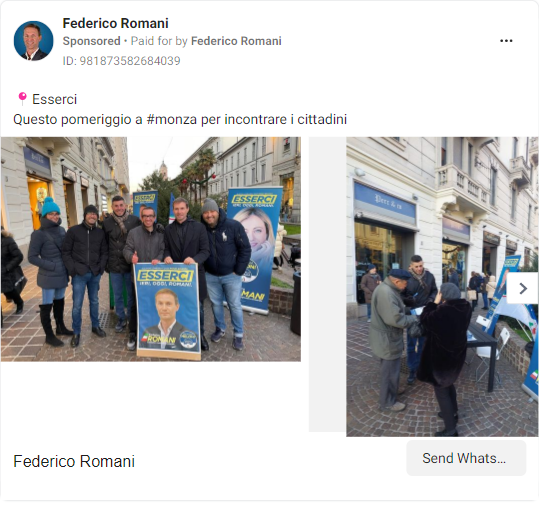 Federico Romani
Sponsored • Paid for by Federico Romani
ID: 981873582684039
Esserci
Questo pomeriggio a #monza per incontrare i cittadini
ESSERCI
IERI, OGGI, ROMANI.
ROMANI
ESSERCI
IERI, OGGI, ROMANI.
ROMANI
Federico Romani
Send Whats...